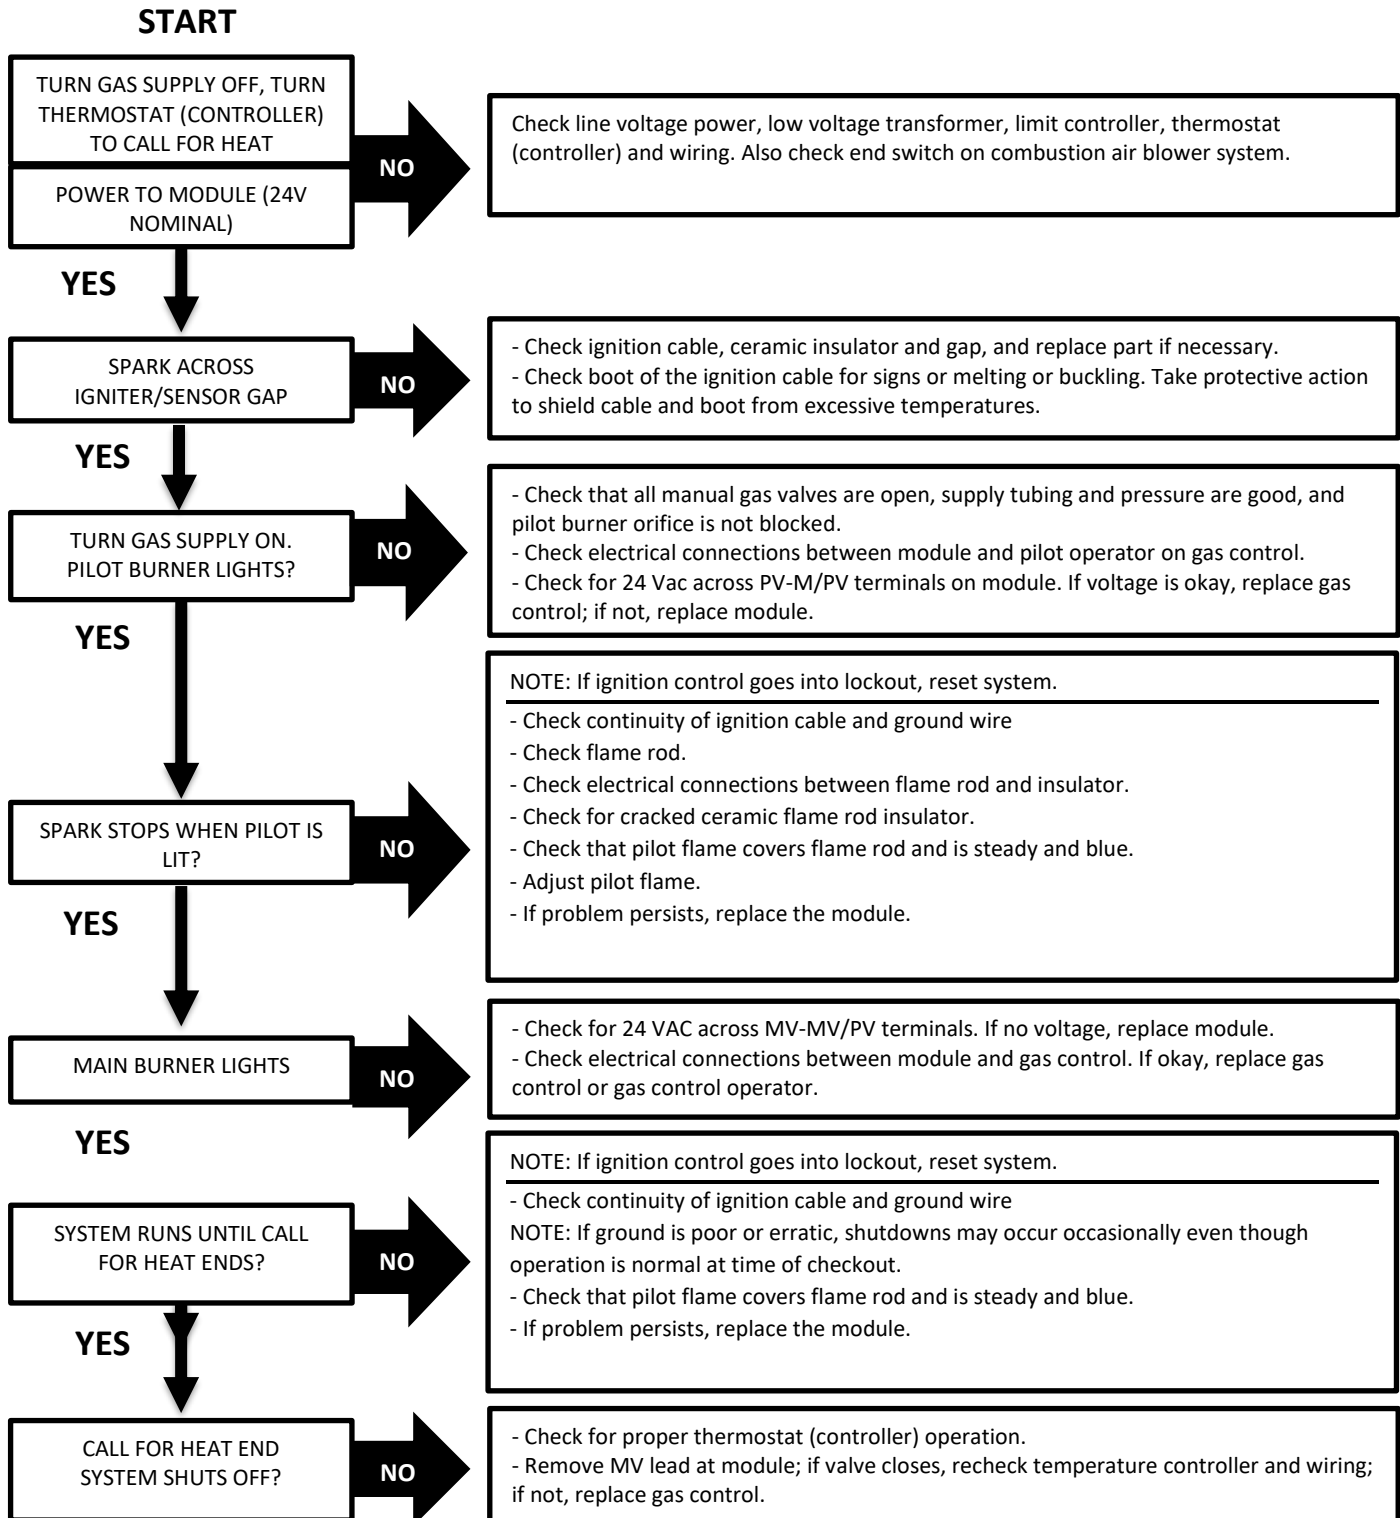 START
TURN GAS SUPPLY OFF, TURN
THERMOSTAT (CONTROLLER)
TO CALL FOR HEAT
POWER TO MODULE (24V
NOMINAL)
NO
Check line voltage power, low voltage transformer, limit controller, thermostat
(controller) and wiring. Also check end switch on combustion air blower system.
YES
SPARK ACROSS
IGNITER/SENSOR GAP
NO
- Check ignition cable, ceramic insulator and gap, and replace part if necessary.
- Check boot of the ignition cable for signs or melting or buckling. Take protective action
to shield cable and boot from excessive temperatures.
YES
TURN GAS SUPPLY ON.
PILOT BURNER LIGHTS?
NO
- Check that all manual gas valves are open, supply tubing and pressure are good, and
pilot burner orifice is not blocked.
- Check electrical connections between module and pilot operator on gas control.
- Check for 24 Vac across PV-M/PV terminals on module. If voltage is okay, replace gas
control; if not, replace module.
YES
SPARK STOPS WHEN PILOT IS
LIT?
NO
NOTE: If ignition control goes into lockout, reset system.
- Check continuity of ignition cable and ground wire
- Check flame rod.
- Check electrical connections between flame rod and insulator.
- Check for cracked ceramic flame rod insulator.
- Check that pilot flame covers flame rod and is steady and blue.
- Adjust pilot flame.
- If problem persists, replace the module.
YES
MAIN BURNER LIGHTS
NO
- Check for 24 VAC across MV-MV/PV terminals. If no voltage, replace module.
- Check electrical connections between module and gas control. If okay, replace gas
control or gas control operator.
YES
SYSTEM RUNS UNTIL CALL
FOR HEAT ENDS?
NO
NOTE: If ignition control goes into lockout, reset system.
- Check continuity of ignition cable and ground wire
NOTE: If ground is poor or erratic, shutdowns may occur occasionally even though
operation is normal at time of checkout.
- Check that pilot flame covers flame rod and is steady and blue.
- If problem persists, replace the module.
YES
CALL FOR HEAT END
SYSTEM SHUTS OFF?
NO
- Check for proper thermostat (controller) operation.
- Remove MV lead at module; if valve closes, recheck temperature controller and wiring;
if not, replace gas control.